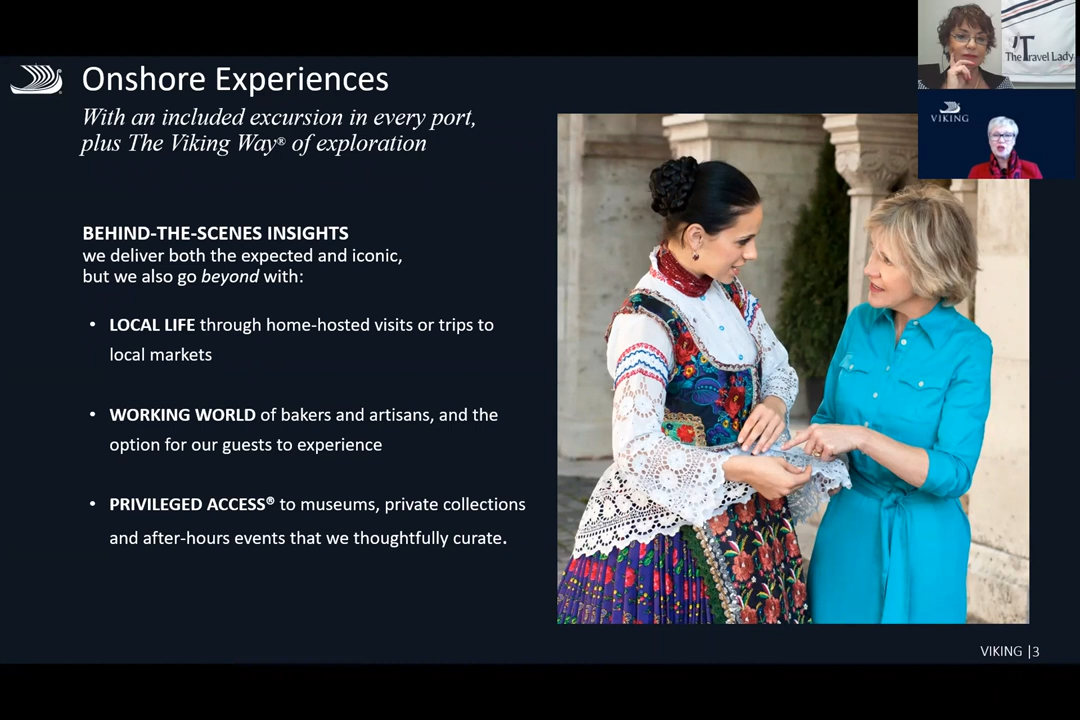 Onshore Experiences
With an included excursion in every port,
plus The Viking Way® of exploration
BEHIND-THE-SCENES INSIGHTS
we deliver both the expected and iconic,
but we also go beyond with:
• LOCAL LIFE through home-hosted visits or trips to
local markets
• WORKING WORLD of bakers and artisans, and the
option for our guests to experience
• PRIVILEGED ACCESS® to museums, private collections
and after-hours events that we thoughtfully curate.
The Travel Lady
VIKING
VIKING |3